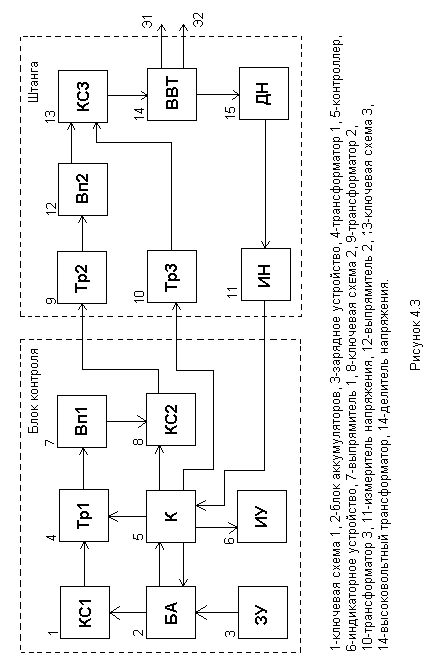 Блок контроля
Штанга
1
КС1
2
БА
3
ЗУ
4
Тр1
5
К
6
ИУ
7
Вп1
8
КС2
9
Тр2
10
Тр3
11
ИН
12
Вп2
13
КС3
14
ВВТ
15
ДН
Э1
Э2
1-ключевая схема 1, 2-блок аккумуляторов, 3-зарядное устройство, 4-трансформатор 1, 5-контроллер,
6-индикаторное устройство, 7-выпрямитель 1, 8-ключевая схема 2, 9-трансформатор 2,
10-трансформатор 3, 11-измеритель напряжения, 12-выпрямитель 2, 13-ключевая схема 3,
14-высоковольтный трансформатор, 14-делитель напряжения.
Рисунок 4.3